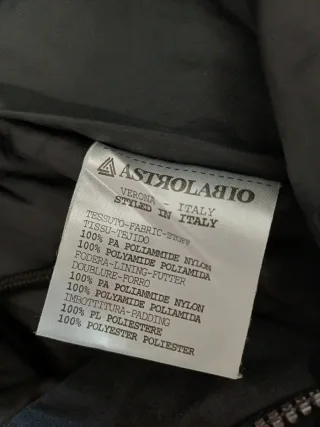 ASTROLABIO
VERONA - ITALY
STYLED IN ITALY
TESSUTO-FABRIC-STOFF
TISSU-TEJIDO
100% PA POLIAMMIDE NYLON
100% POLYAMIDE POLIAMIDA
FODERA-LINING-FUTTER
DOUBLURE-FORRO
100% PA POLIAMMIDE NYLON
100% POLYAMIDE POLIAMIDA
IMBOTTITURA-PADDING
100% PL POLIESTERE
100% POLYESTER POLIESTER